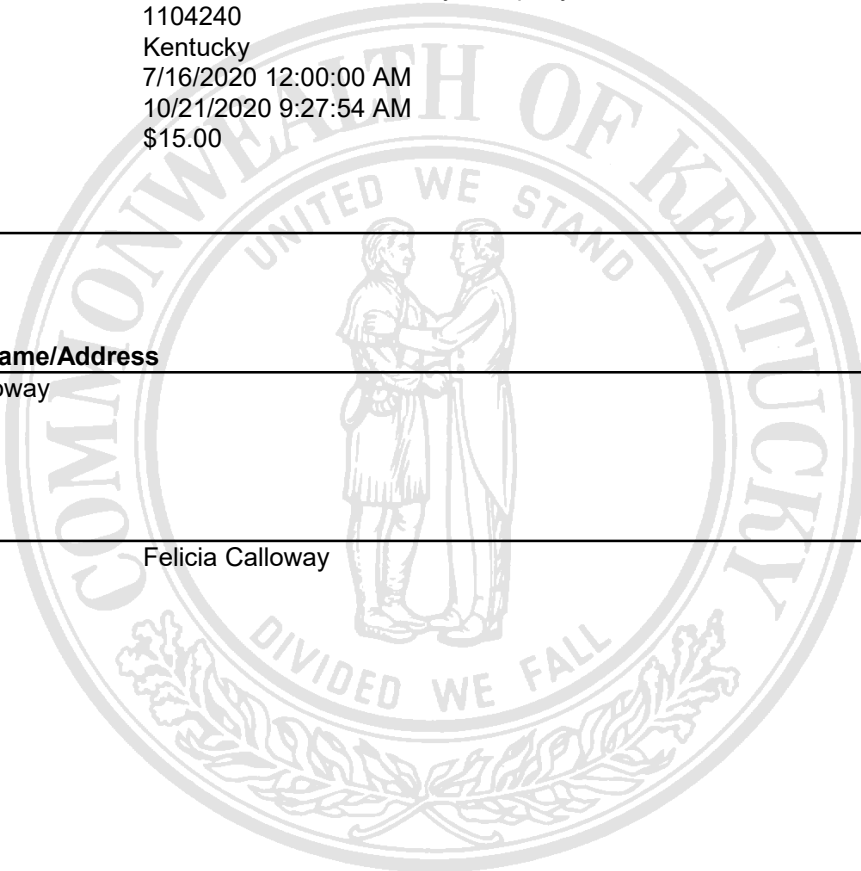 1104240
Kentucky
7/16/2020 12:00:00 AM
10/21/2020 9:27:54 AM
$15.00
COMMONWEALTH OF KENTUCKY
UNITED WE STAND
ame/Address
oway
Felicia Calloway
DIVIDED WE FALL